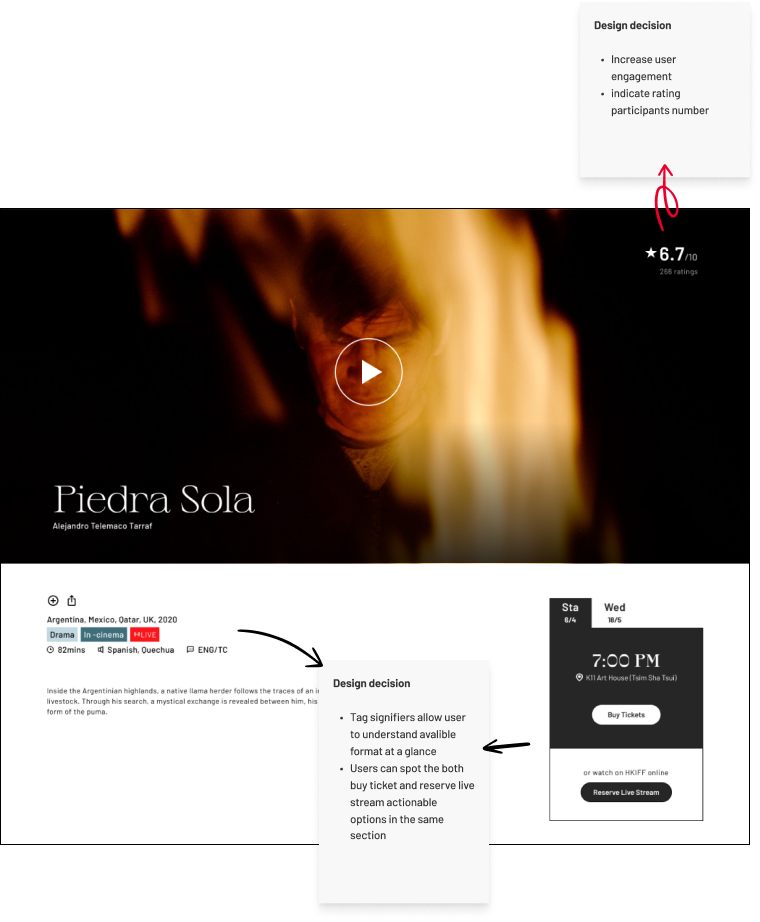 Design decision
• Increase user
engagement
• indicate rating
participants number
★6.7/10
266 ratings
Piedra Sola
Alejandro Telemaco Tarraf
Argentina, Mexico, Qatar, UK, 2020
Drama In -cinema LIVE
82mins Spanish, Quechua ENG/TC
Inside the Argentinian highlands, a native llama herder follows the traces of an
livestock. Through his search, a mystical exchange is revealed between him, his
form of the puma.
Design decision
• Tag signifiers allow user
to understand avalible
format at a glance
• Users can spot the both
buy ticket and reserve live
stream actionable
options in the same
section
Sta Wed
6/4 18/5
7:00 PM
K11 Art House (Tsim Sha Tsui)
Buy Tickets
or watch on HKIFF online
Reserve Live Stream